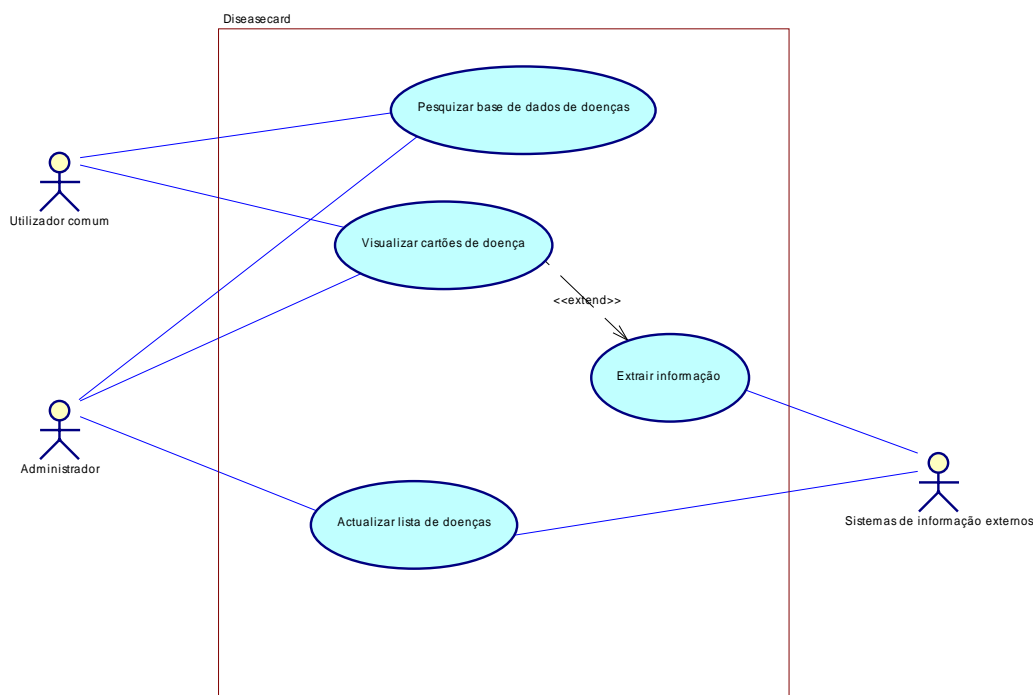 Diseasecard
Pesquizar base de dados de doenças
Utilizador comum
Visualizar cartões de doença
<<extend>>
Extrair informação
Administrador
Actualizar lista de doenças
Sistemas de informação externos